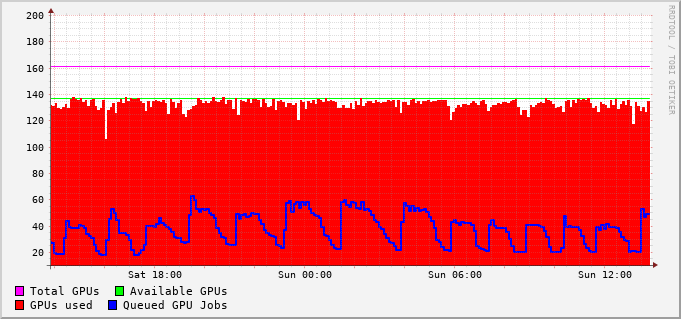 200
180
160
140
120
100
80
60
40
20
RRDTOOL / TOBI OETIKER
Sat 18:00 Sun 00:00 Sun 06:00 Sun 12:00
Total GPUs Available GPUs
GPUs used Queued GPU Jobs